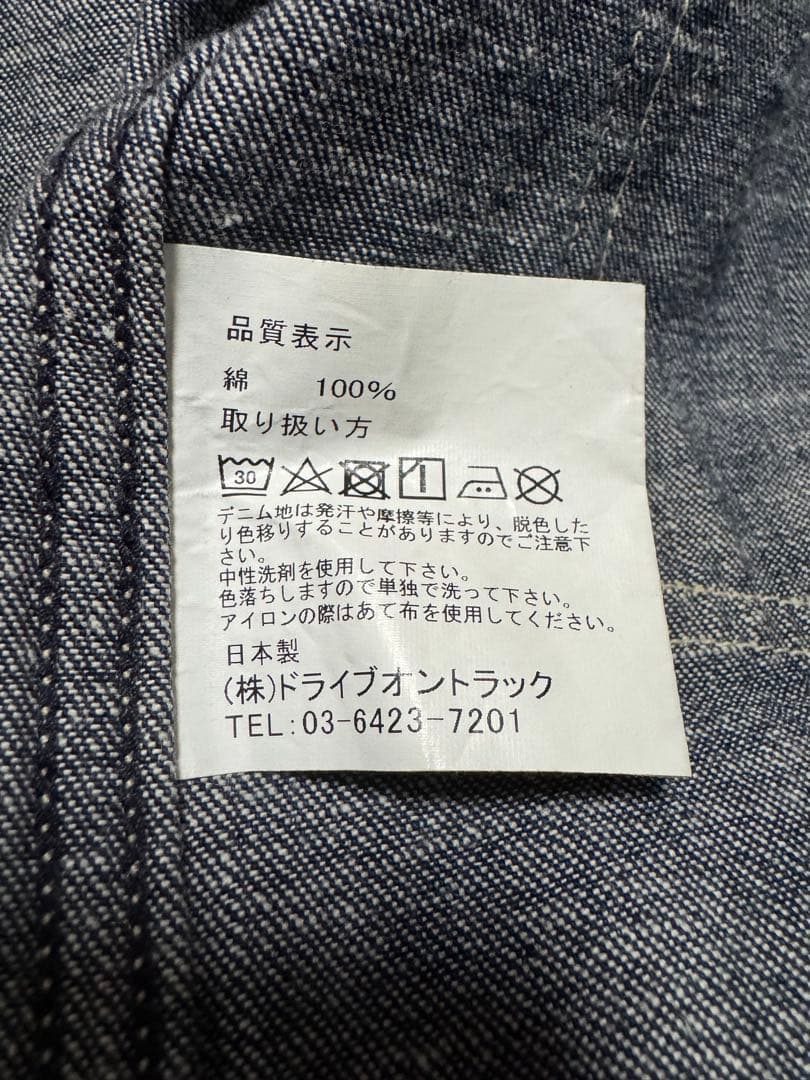 品質表示
綿 100%
取り扱い方
30
デニム地は発汗や摩擦等により、脱色した
り色移りすることがありますのでご注意下
さい。
中性洗剤を使用して下さい。
色落ちしますので単独で洗って下さい。
アイロンの際はあて布を使用してください。
日本製
(株)ドライブオントラック
TEL:03-6423-7201